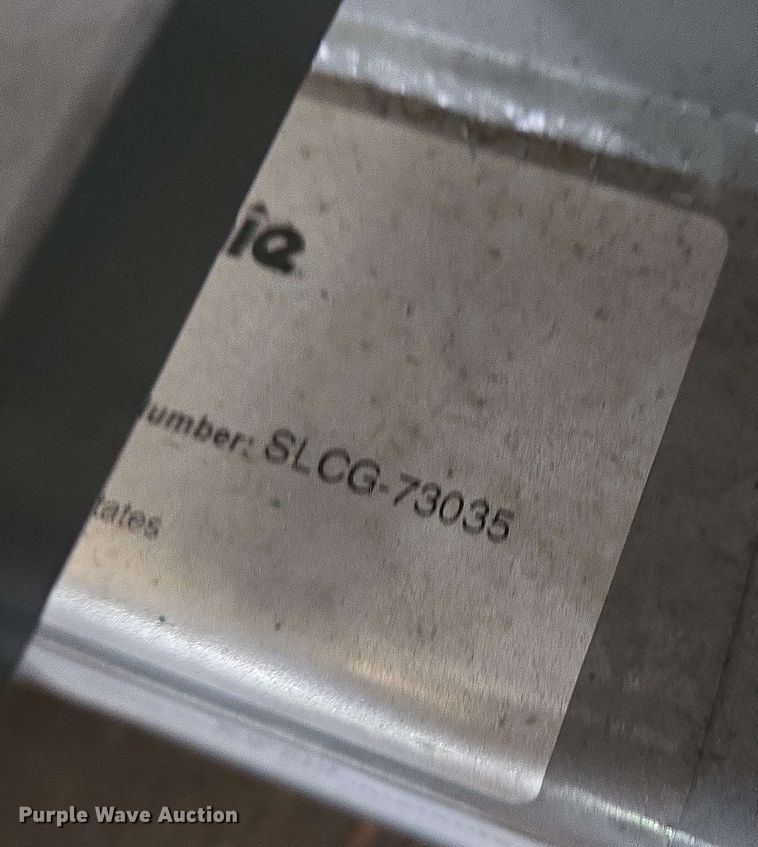 ie
umber: SLCG-73035
tates
Purple Wave Auction